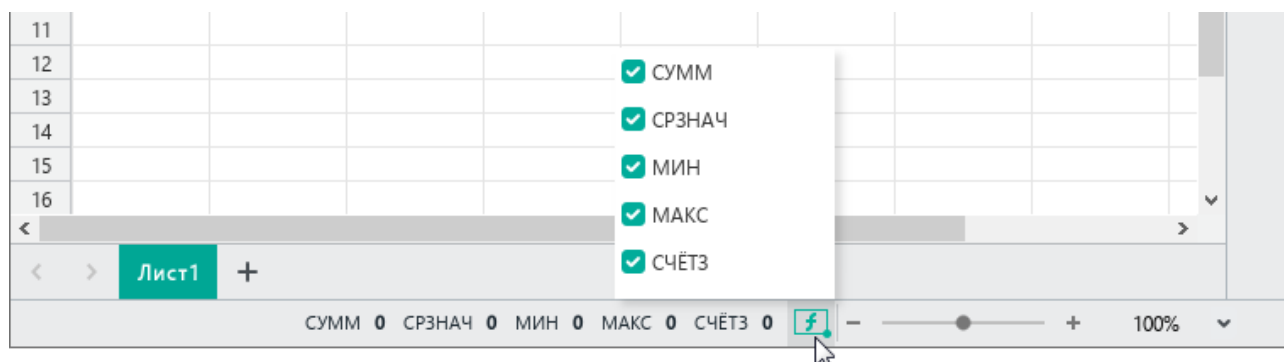 11
12
13
14
15
16
СУММ
СРЗНАЧ
МИН
МАКС
СЧЁТЗ
Лист1
СУММ 0 СРЗНАЧ 0 МИН 0 МАКС 0 СЧЁТЗ 0 100%